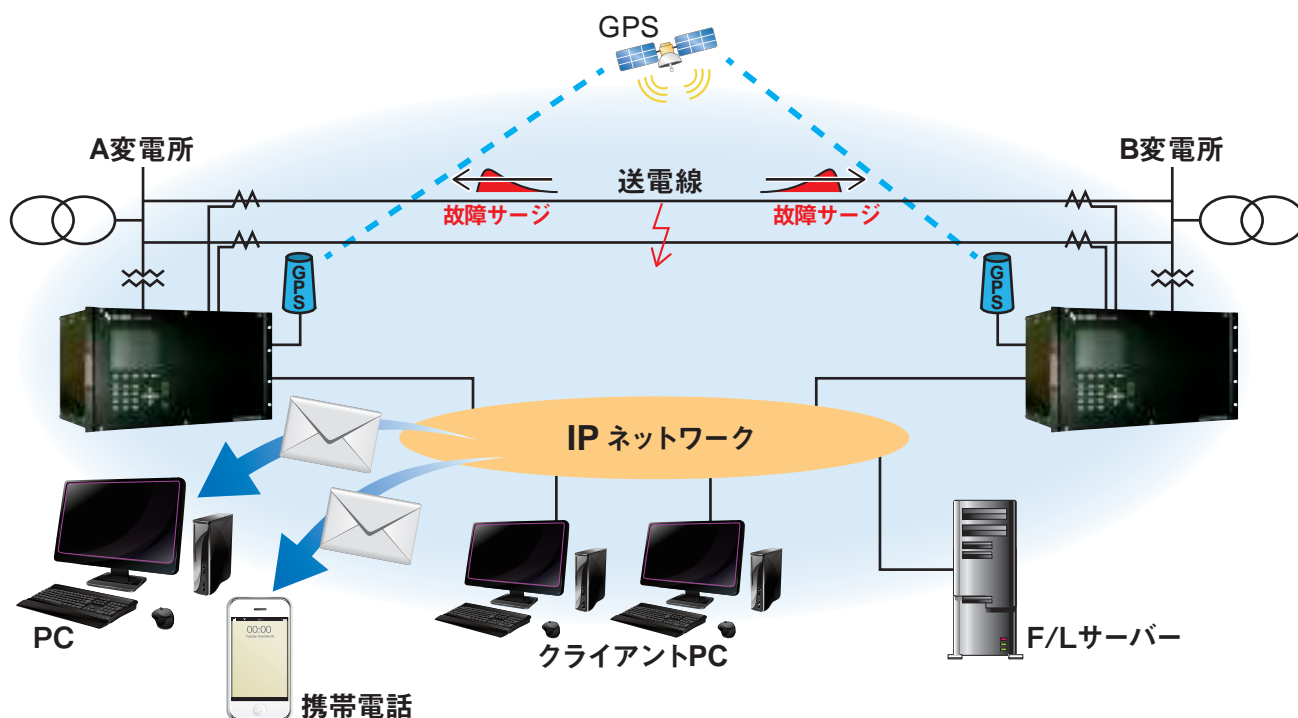 GPS
A変電所
B変電所
送電線
故障サージ
故障サージ
GPS
GPS
IP ネットワーク
00:00
PC
クライアントPC
F/Lサーバー
携帯電話